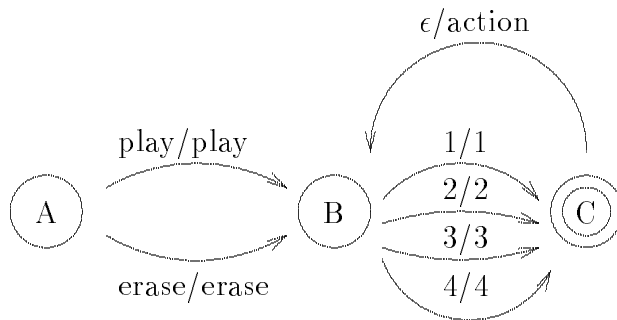 ϵ/action
play/play
1/1
2/2
A
B
C
3/3
erase/erase
4/4